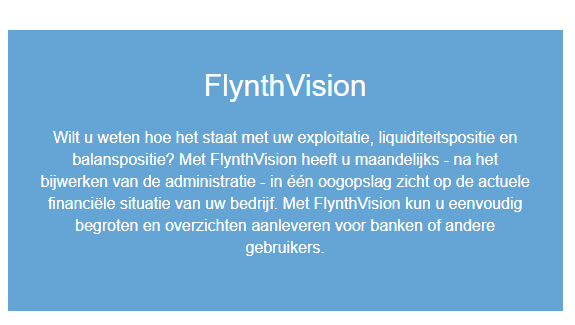 FlynthVision
Wilt u weten hoe het staat met uw exploitatie, liquiditeitspositie en
balanspositie? Met FlynthVision heeft u maandelijks - na het
bijwerken van de administratie - in één oogopslag zicht op de actuele
financiële situatie van uw bedrijf. Met FlynthVision kun u eenvoudig
begroten en overzichten aanleveren voor banken of andere
gebruikers.